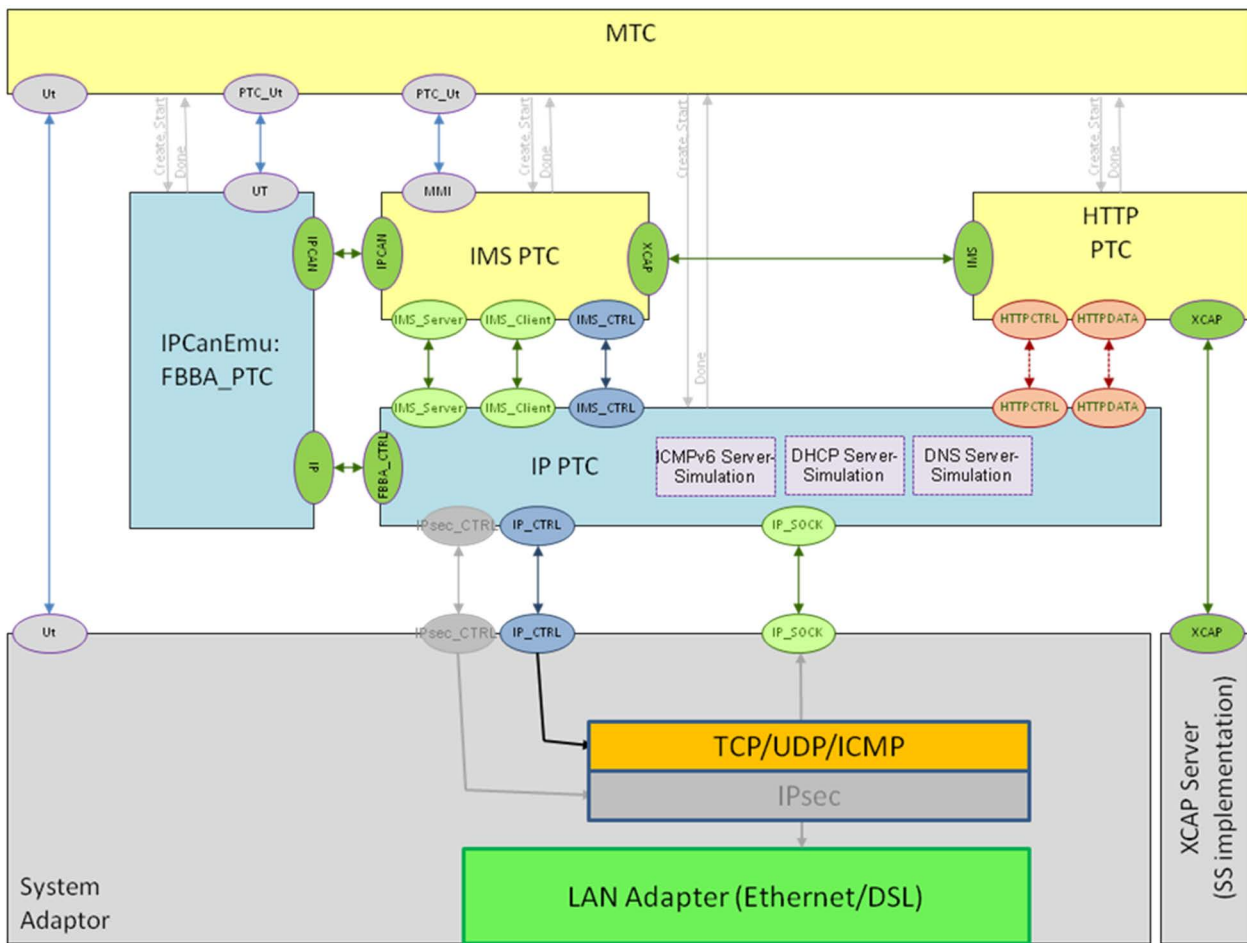 MTC
Ut
PTC_Ut
PTC_Ut
Create_Start
Done
Create_Start
Done
Create_Start
Done
Create_Start
Done
UT
MMI
IPCAN
IPCAN
IMS PTC
XCAP
IMS
HTTP
PTC
IPCanEmu:
FBBA_PTC
IMS_Server
IMS_Client
IMS_CTRL
HTTPCTRL
HTTPDATA
XCAP
IMS_Server
IMS_Client
IMS_CTRL
HTTPCTRL
HTTPDATA
IP
FBBA_CTRL
IP PTC
ICMPv6 Server-
Simulation
DHCP Server-
Simulation
DNS Server-
Simulation
IPsec_CTRL
IP_CTRL
IP_SOCK
Ut
IPsec_CTRL
IP_CTRL
IP_SOCK
XCAP
TCP/UDP/ICMP
IPsec
LAN Adapter (Ethernet/DSL)
System
Adaptor
XCAP Server
(SS implementation)